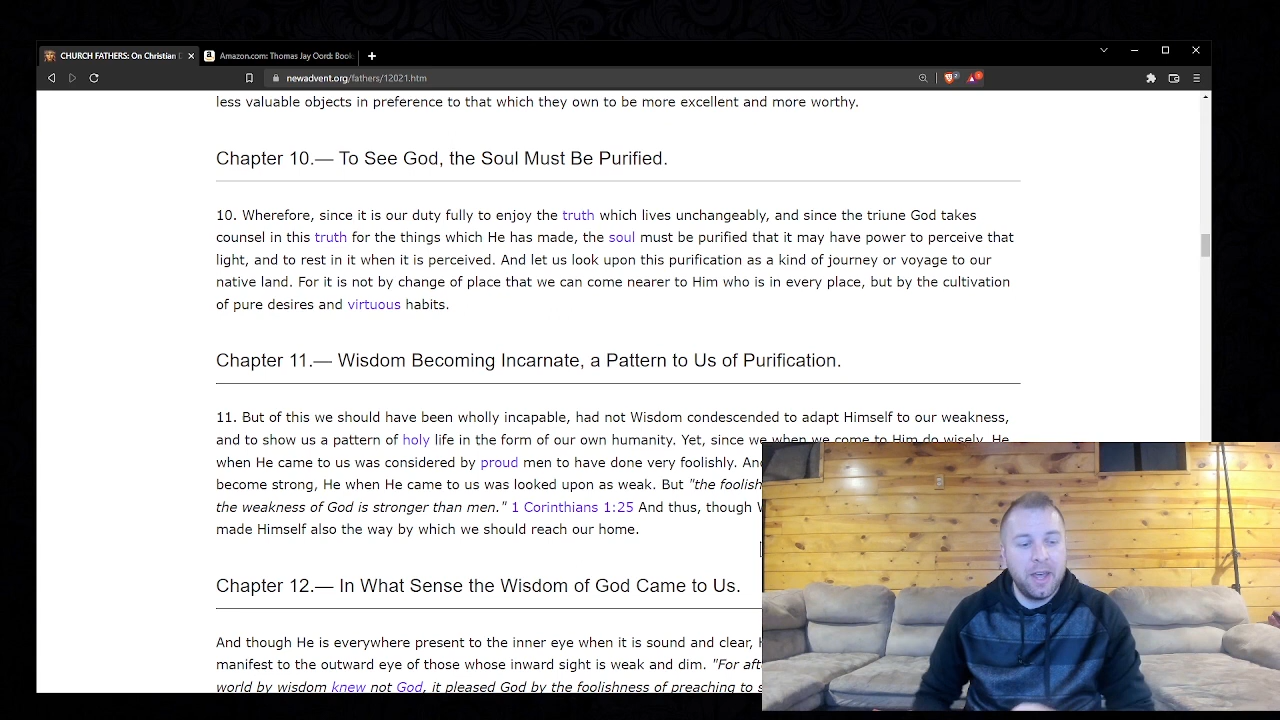 CHURCH FATHERS: On Christian
Amazon.com: Thomas Jay Oord: Book
newadvent.org/fathers/12021.htm
less valuable objects in preference to that which they own to be more excellent and more worthy.
Chapter 10.— To See God, the Soul Must Be Purified.
10. Wherefore, since it is our duty fully to enjoy the truth which lives unchangeably, and since the triune God takes
counsel in this truth for the things which He has made, the soul must be purified that it may have power to perceive that
light, and to rest in it when it is perceived. And let us look upon this purification as a kind of journey or voyage to our
native land. For it is not by change of place that we can come nearer to Him who is in every place, but by the cultivation
of pure desires and virtuous habits.
Chapter 11.— Wisdom Becoming Incarnate, a Pattern to Us of Purification.
11. But of this we should have been wholly incapable, had not Wisdom condescended to adapt Himself to our weakness,
and to show us a pattern of holy life in the form of our own humanity. Yet, since we when we come to Him do wisely, He
when He came to us was considered by proud men to have done very foolishly. And
become strong, He when He came to us was looked upon as weak. But "the foolish
the weakness of God is stronger than men." 1 Corinthians 1:25 And thus, though
made Himself also the way by which we should reach our home.
Chapter 12.— In What Sense the Wisdom of God Came to Us.
And though He is everywhere present to the inner eye when it is sound and clear,
manifest to the outward eye of those whose inward sight is weak and dim. "For
world by wisdom knew not God, it pleased God by the foolishness of preaching to